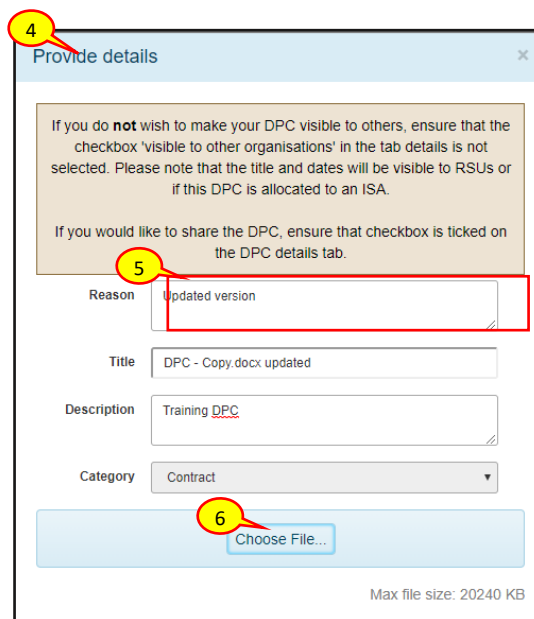 4
Provide details ×
If you do not wish to make your DPC visible to others, ensure that the
checkbox 'visible to other organisations' in the tab details is not
selected. Please note that the title and dates will be visible to RSUs or
if this DPC is allocated to an ISA.
If you would like to share the DPC, ensure that checkbox is ticked on
the DPC details tab.
5
Reason Updated version
Title DPC - Copy.docx updated
Description Training DPC
Category Contract
6
Choose File...
Max file size: 20240 KB